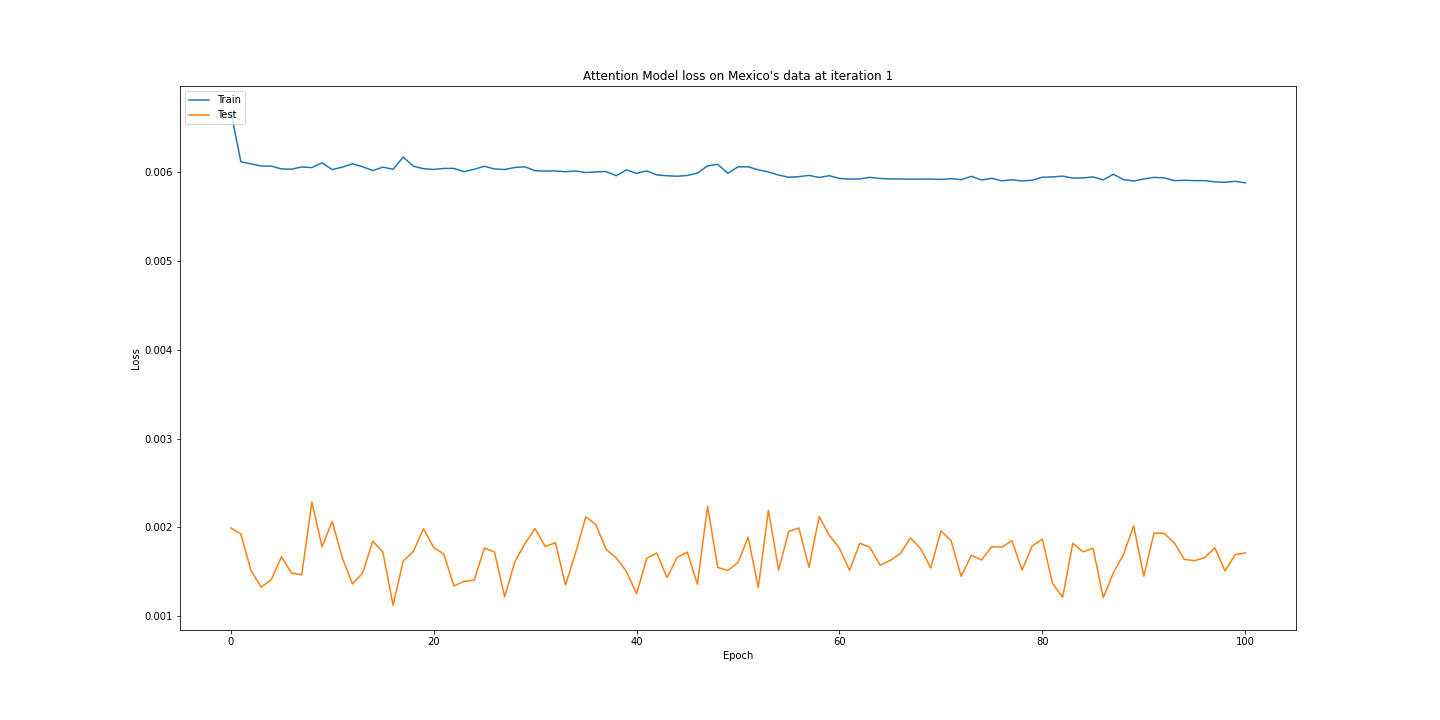 Attention Model loss on Mexico's data at iteration 1
Train
Test
0.006
0.005
0.004
0.003
0.002
0.001
Loss
0 20 40 60 80 100
Epoch